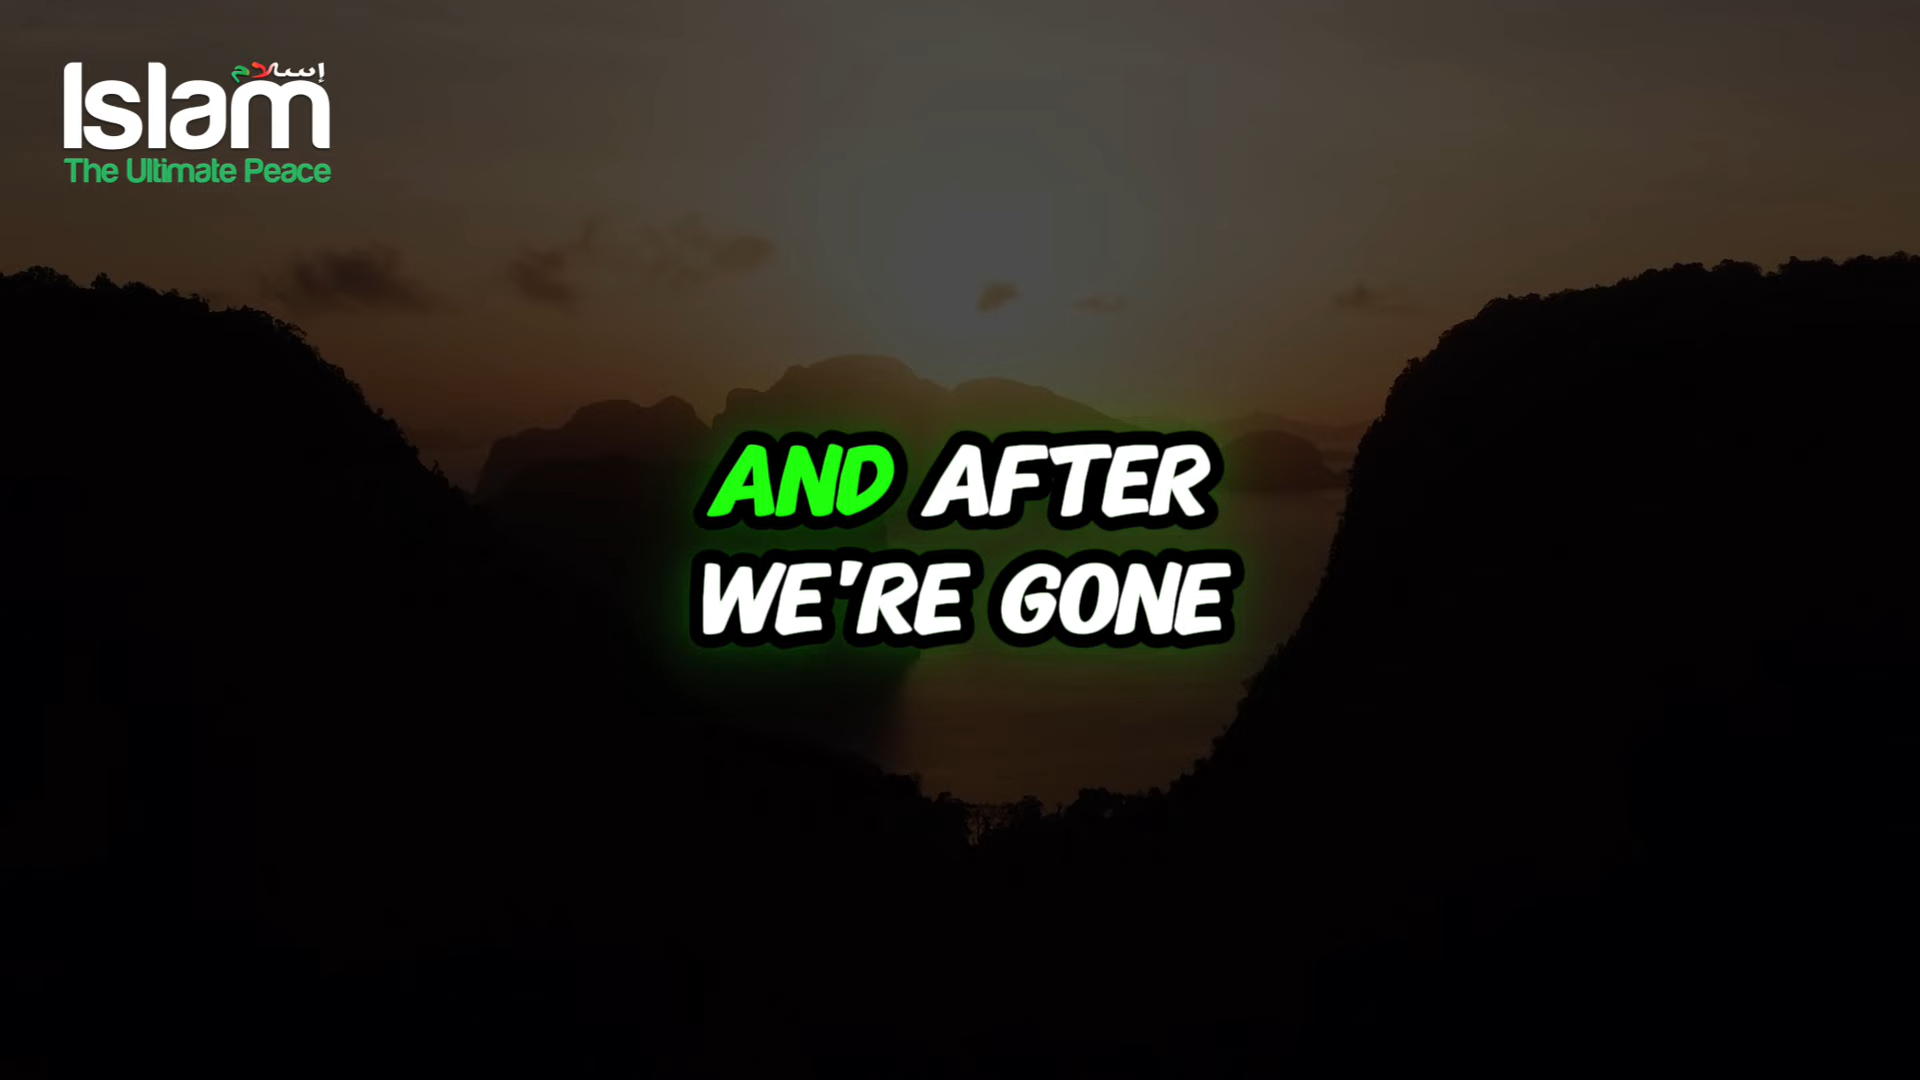 إسلام
Islam
The Ultimate Peace
AND AFTER
WE'RE GONE